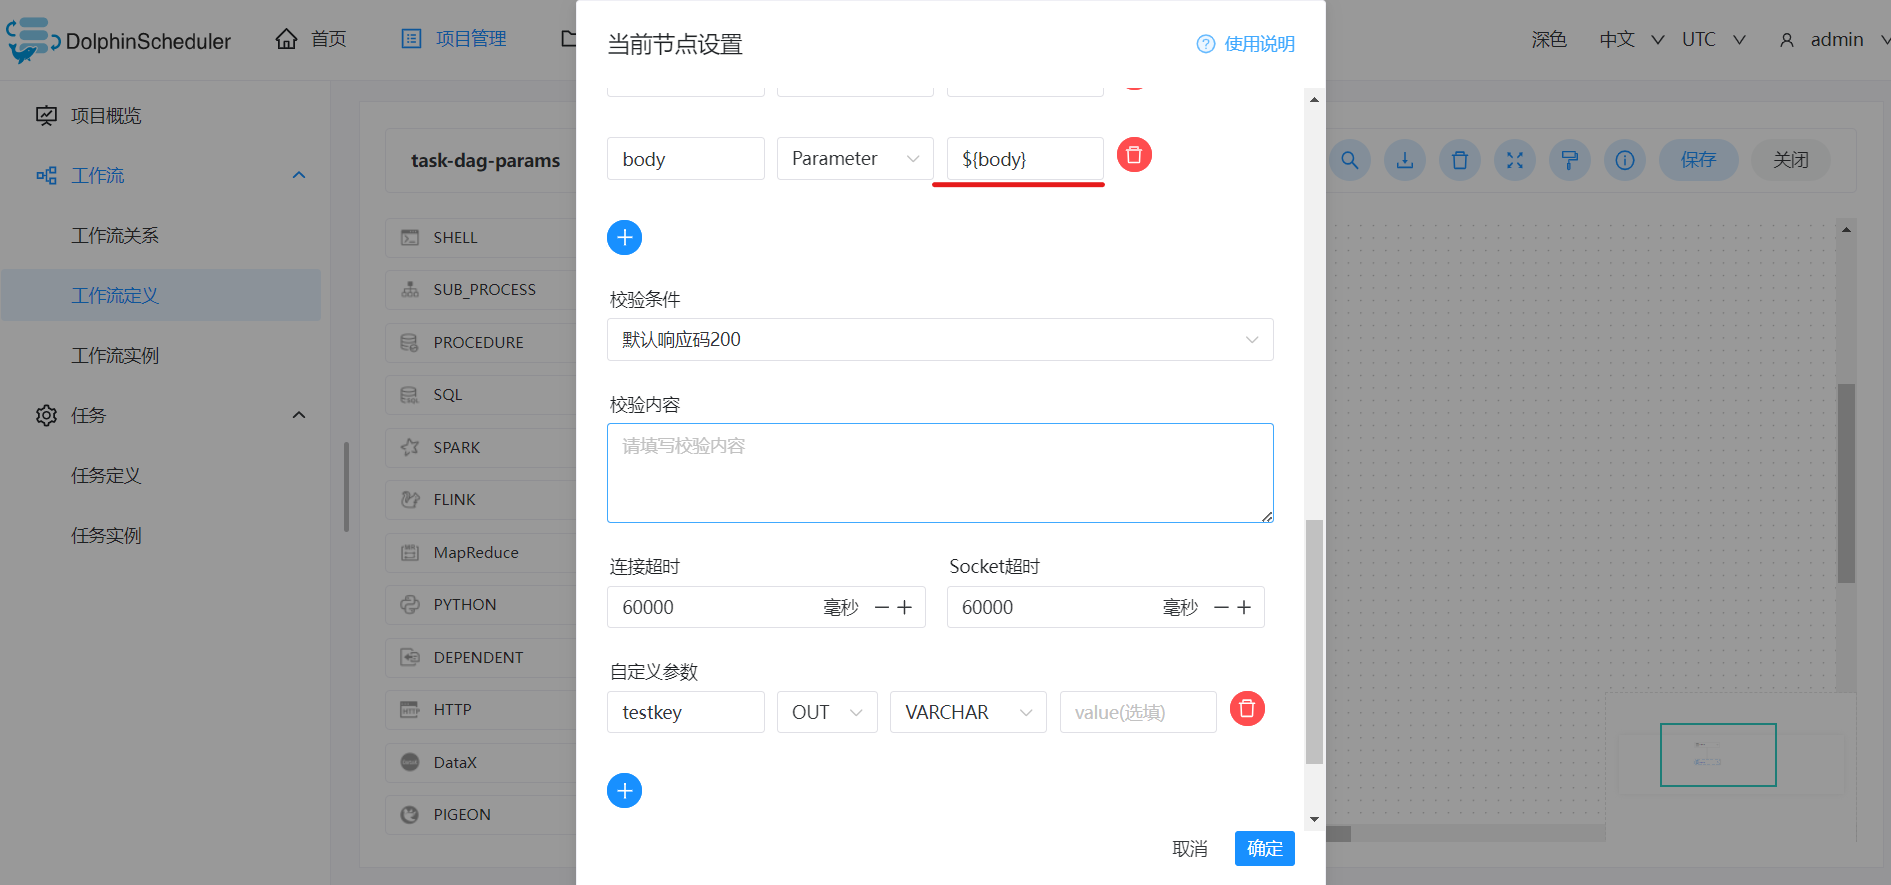 DolphinScheduler
首页
项目管理
深色
中文
UTC
admin
项目概览
工作流
工作流关系
工作流定义
工作流实例
任务
任务定义
任务实例
task-dag-params
SHELL
SUB_PROCESS
PROCEDURE
SQL
SPARK
FLINK
MapReduce
PYTHON
DEPENDENT
HTTP
DataX
PIGEON
当前节点设置
使用说明
body
Parameter
${body}
校验条件
默认响应码200
校验内容
请填写校验内容
连接超时
Socket超时
60000 毫秒
60000 毫秒
自定义参数
testkey
OUT
VARCHAR
value(选填)
取消
确定
保存
关闭